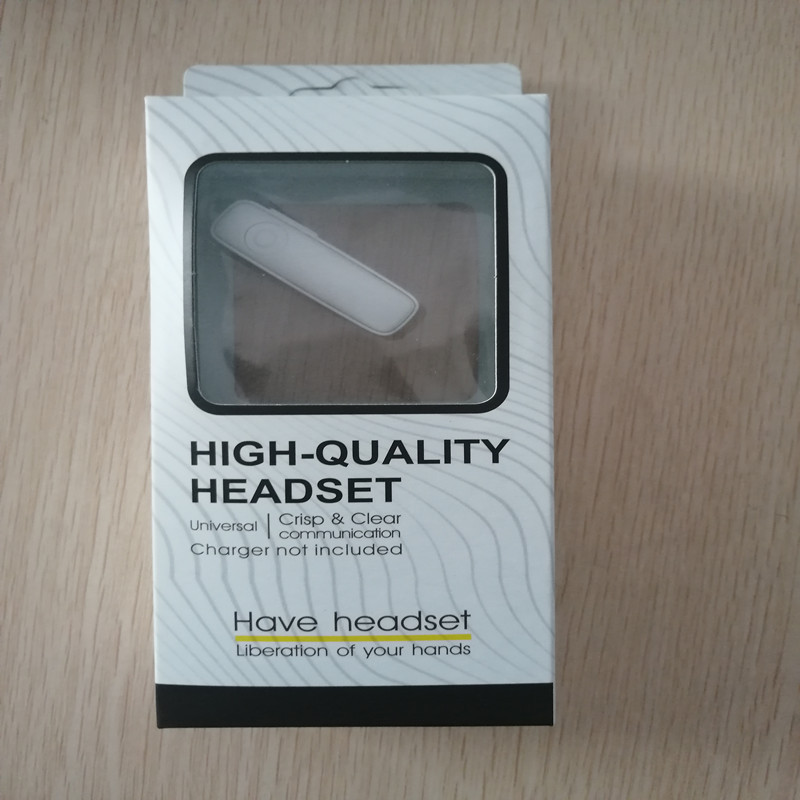 HIGH-QUALITY
HEADSET
Universal | Crisp & Clear
communication
Charger not included
Have headset
Liberation of your hands